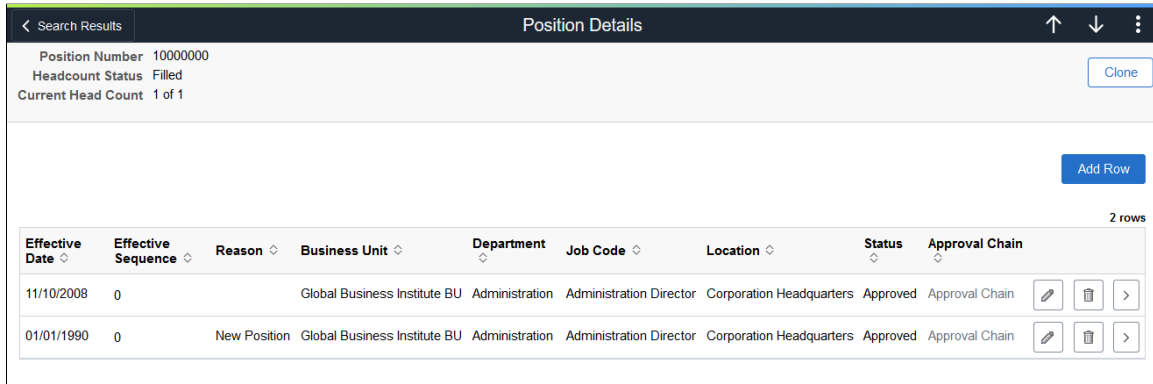 Search Results
Position Details
Position Number 10000000
Headcount Status Filled
Current Head Count 1 of 1
Clone
Add Row
2 rows
Effective Date Effective Sequence Reason Business Unit Department Job Code Location Status Approval Chain
11/10/2008 0 Global Business Institute BU Administration Administration Director Corporation Headquarters Approved Approval Chain
01/01/1990 0 New Position Global Business Institute BU Administration Administration Director Corporation Headquarters Approved Approval Chain